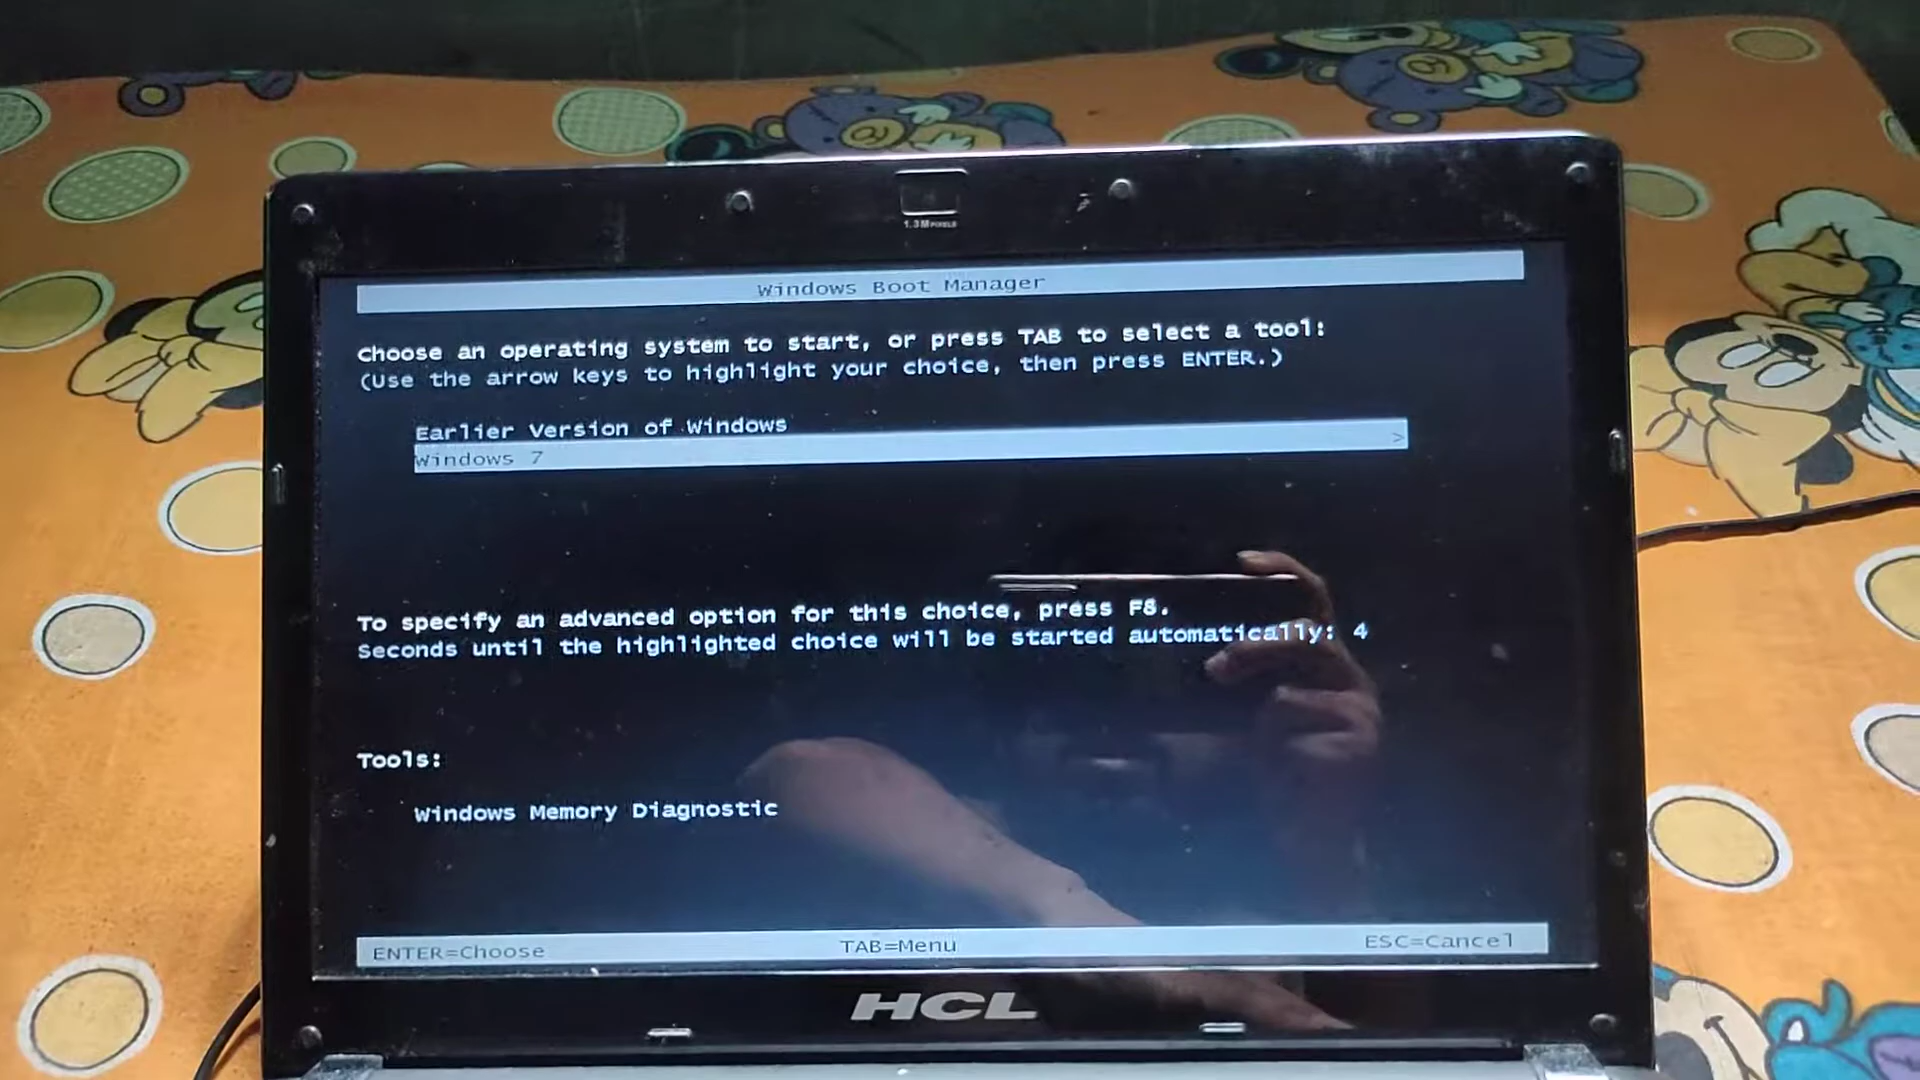 1.3M PIXELS
Windows Boot Manager
Choose an operating system to start, or press TAB to select a tool:
(Use the arrow keys to highlight your choice, then press ENTER.)
Earlier Version of Windows
Windows 7 >
To specify an advanced option for this choice, press F8.
Seconds until the highlighted choice will be started automatically: 4
Tools:
Windows Memory Diagnostic
ENTER=Choose TAB=Menu ESC=Cancel
HCL